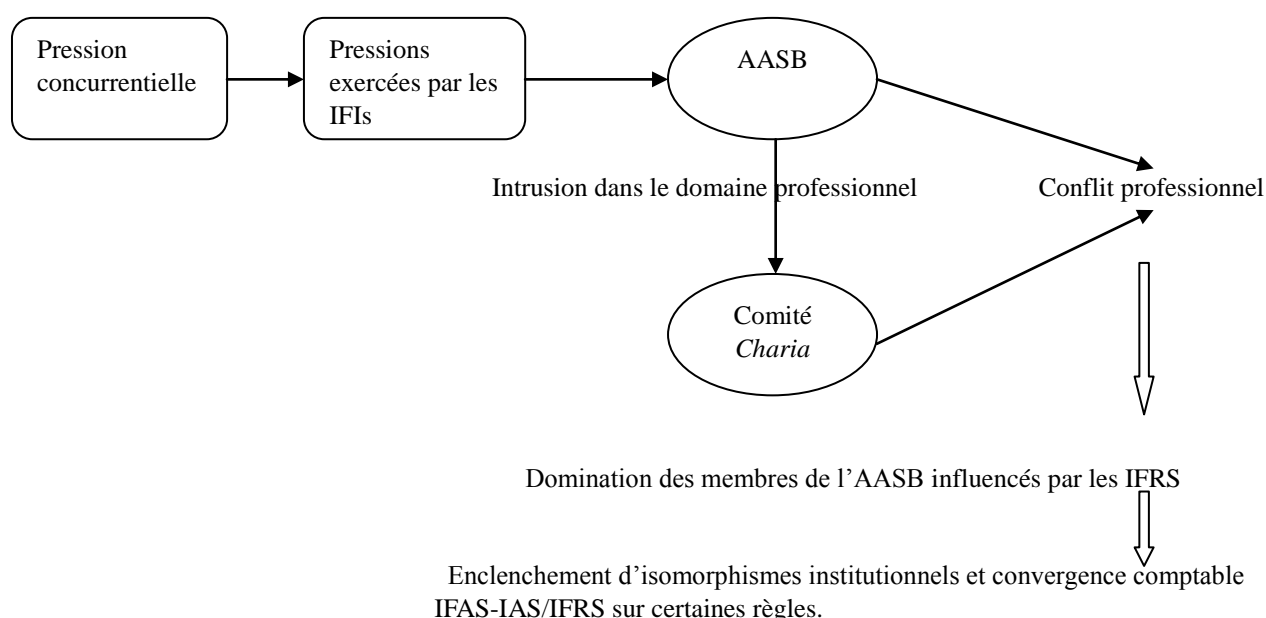 Pression
concurrentielle
Pressions
exercées par les
IFIs
AASB
Intrusion dans le domaine professionnel
Conflit professionnel
Comité
Charia
Domination des membres de l’AASB influencés par les IFRS
Enclenchement d’isomorphismes institutionnels et convergence comptable
IFAS-IAS/IFRS sur certaines règles.